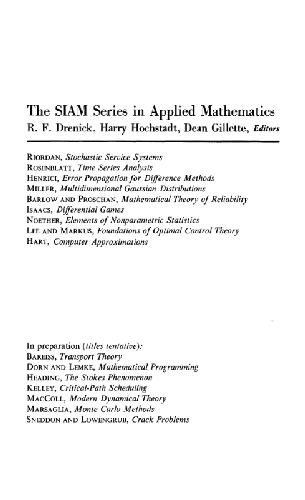 The SIAM Series in Applied Mathematics
R. F. Drenick, Harry Hochstadt, Dean Gillette, Editors
RIORDAN, Stochastic Service Systems
ROSENBLATT, Time Series Analysis
HENRICI, Error Propagation for Difference Methods
MILLER, Multidimensional Gaussian Distributions
BARLOW AND PROSCHAN, Mathematical Theory of Reliability
ISAACS, Differential Games
NOETHER, Elements of Nonparametric Statistics
LEE AND MARKUS, Foundations of Optimal Control Theory
HART, Computer Approximations
In preparation (titles tentative):
BAREISS, Transport Theory
DORN AND LEMKE, Mathematical Programming
HEADING, The Stokes Phenomenon
KELLEY, Critical-Path Scheduling
MACCOLL, Modern Dynamical Theory
MARSAGLIA, Monte Carlo Methods
SNEDDON AND LOWENGRUB, Crack Problems